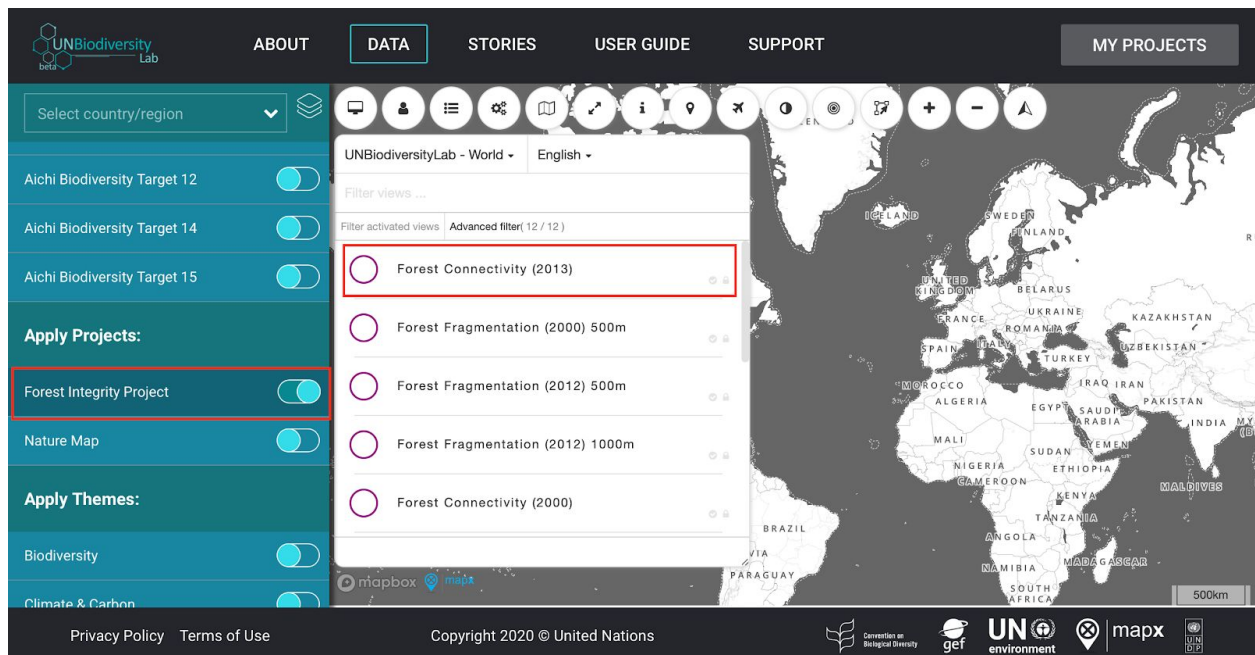 UNBiodiversity
Lab
beta
ABOUT
DATA
STORIES
USER GUIDE
SUPPORT
MY PROJECTS
Select country/region
Aichi Biodiversity Target 12
Aichi Biodiversity Target 14
Aichi Biodiversity Target 15
Apply Projects:
Forest Integrity Project
Nature Map
Apply Themes:
Biodiversity
Climate & Carbon
UNBiodiversityLab - World
English
Filter views ...
Filter activated views
Advanced filter( 12 / 12 )
Forest Connectivity (2013)
Forest Fragmentation (2000) 500m
Forest Fragmentation (2012) 500m
Forest Fragmentation (2012) 1000m
Forest Connectivity (2000)
ICELAND
SWEDEN
FINLAND
UNITED
KINGDOM
BELARUS
UKRAINE
FRANCE
ROMANIA
KAZAKHSTAN
SPAIN
ITALY
UZBEKISTAN
TURKEY
MOROCCO
IRAQ
IRAN
ALGERIA
EGYPT
SAUDI
ARABIA
PAKISTAN
INDIA
MALI
SUDAN
YEMEN
NIGERIA
ETHIOPIA
CAMEROON
KENYA
MALDIVES
TANZANIA
BRAZIL
ANGOLA
NAMIBIA
MADAGASCAR
PARAGUAY
SOUTH
AFRICA
mapbox
mapx
500km
Privacy Policy
Terms of Use
Copyright 2020 © United Nations
Convention on
Biological Diversity
gef
UN
environment
mapx
UN
DP